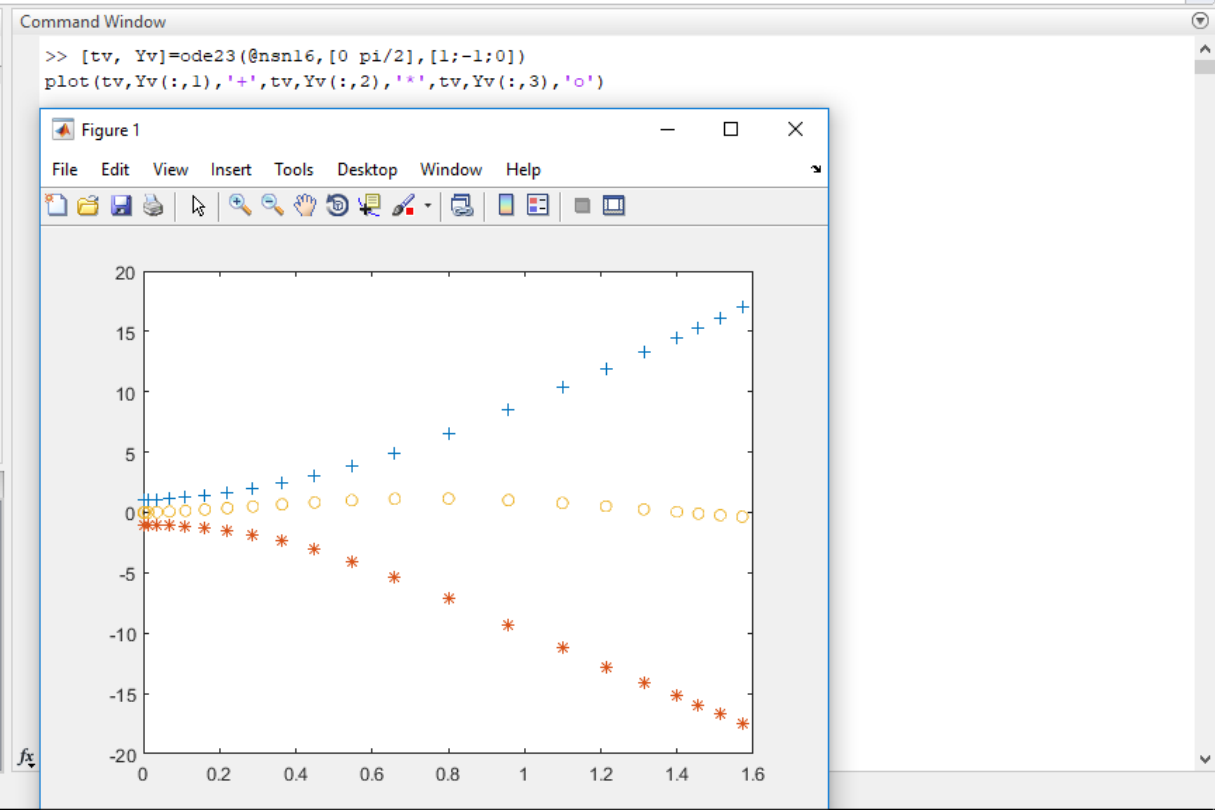 Command Window
>> [tv, Yv]=ode23(@nsn16,[0 pi/2],[1;-1;0])
plot(tv,Yv(:,1),'+',tv,Yv(:,2),'*',tv,Yv(:,3),'o')
Figure 1
File Edit View Insert Tools Desktop Window Help
20
15
10
5
0
-5
-10
-15
-20
0 0.2 0.4 0.6 0.8 1 1.2 1.4 1.6
fx